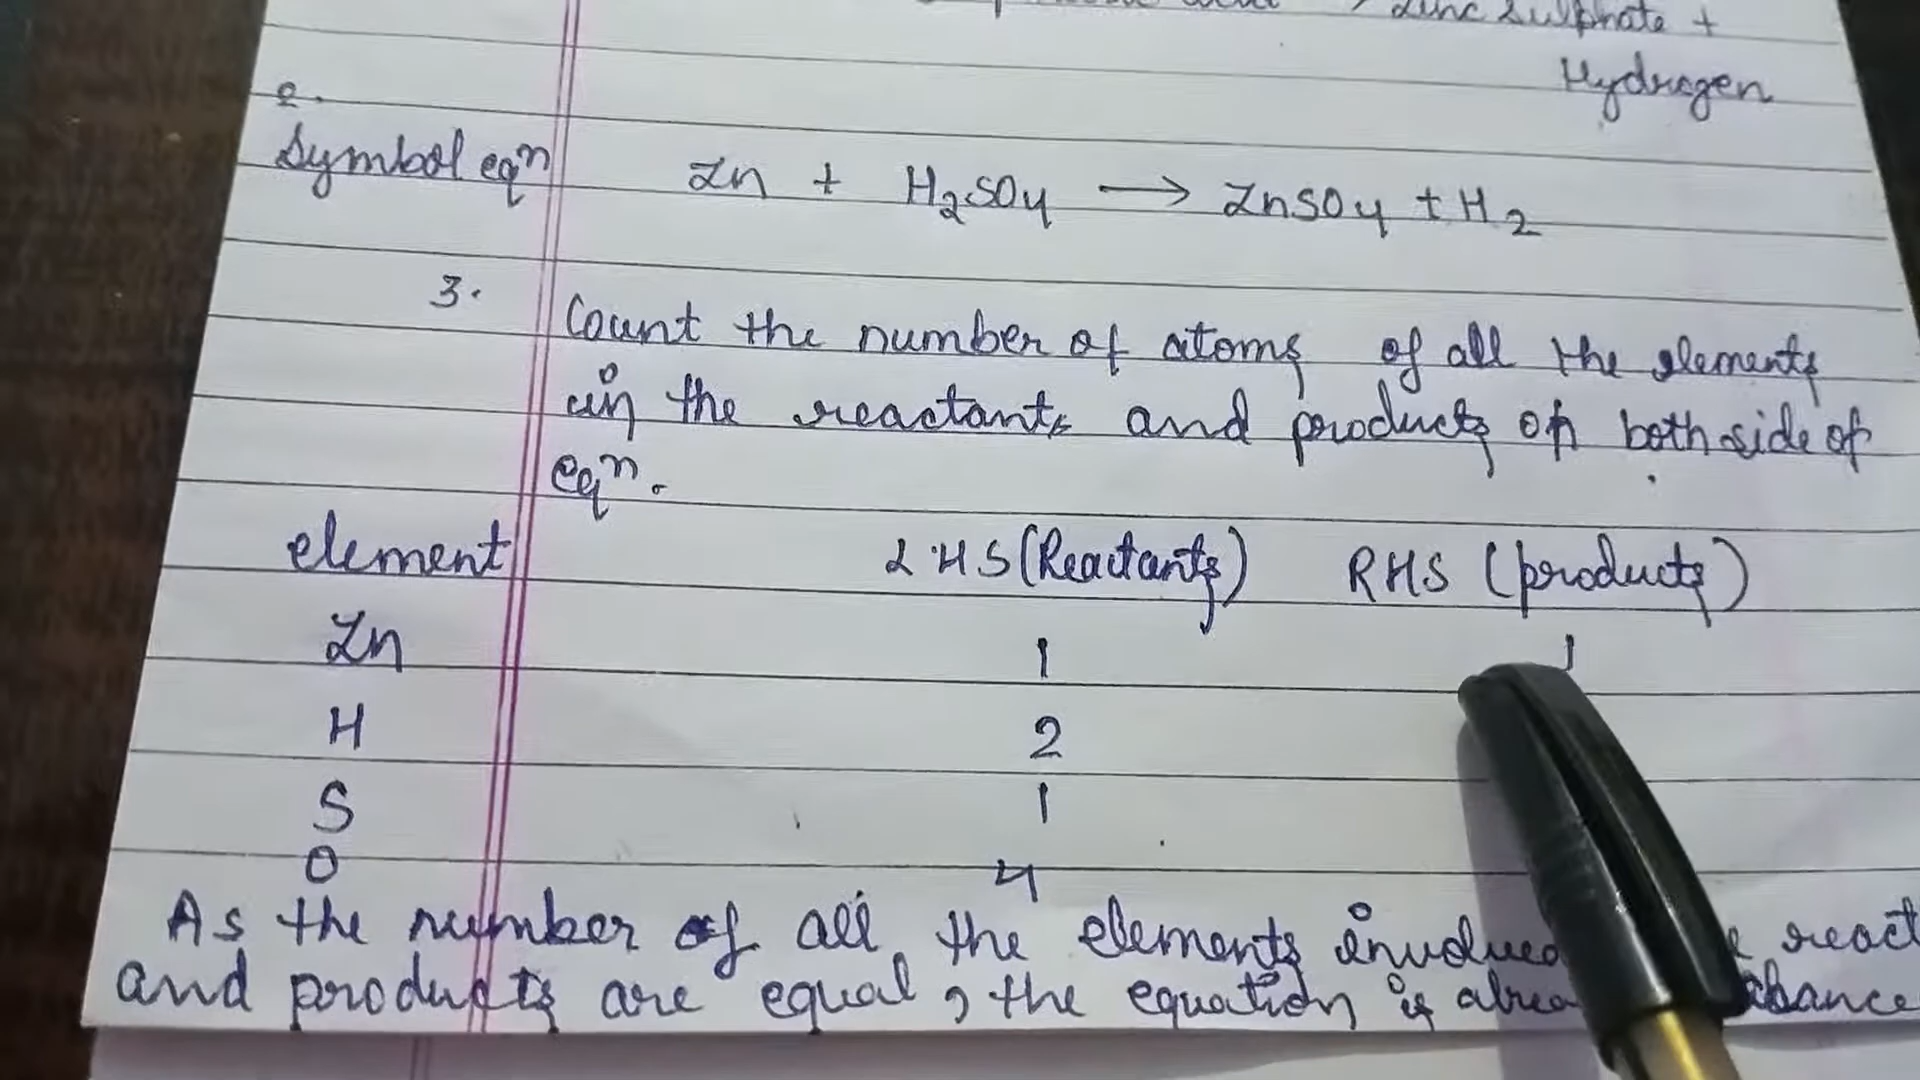 Zinc Sulphate +
Hydrogen
2.
Symbol eqⁿ Zn + H₂SO₄ → ZnSO₄ + H₂
3. Count the number of atoms of all the elements
in the reactants and products on both side of
eqⁿ.
element LHS (Reactants) RHS (products)
Zn 1 1
H 2
S 1
O 4
As the number of all the elements involved react
and products are equal, the equation is